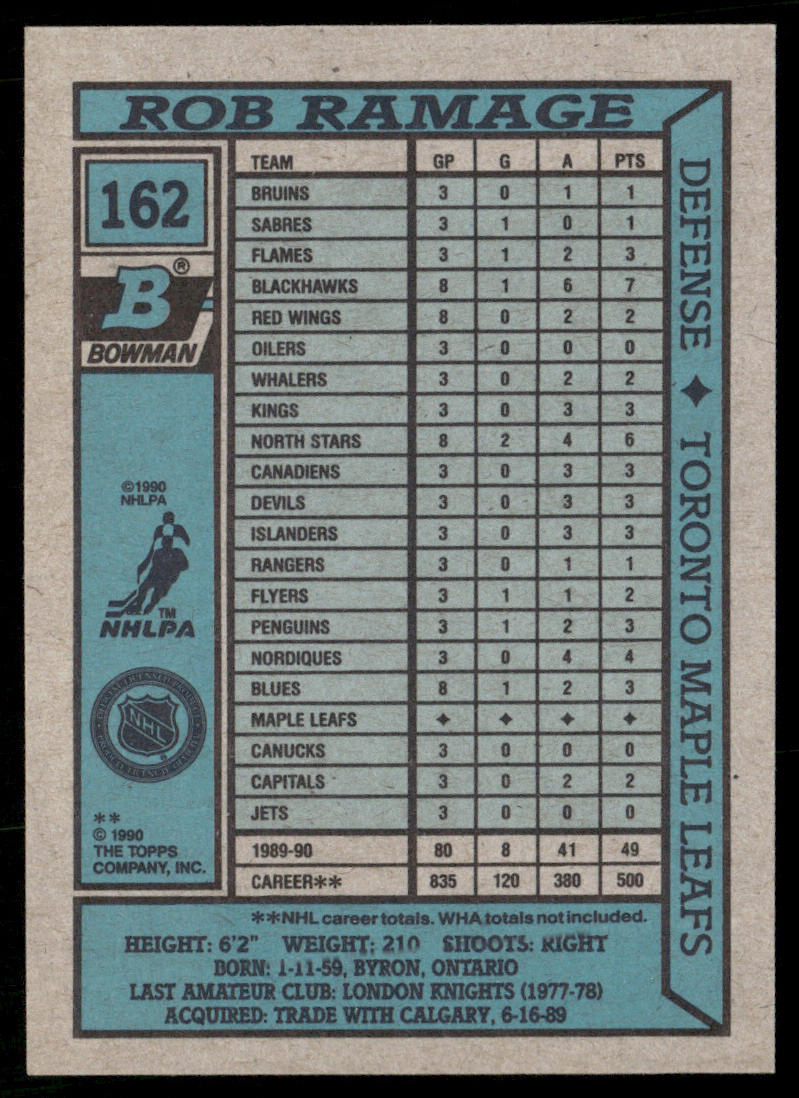 ROB RAMAGE
162
B®
BOWMAN
©1990
NHLPA
TM
NHLPA
NHL
®
**
© 1990
THE TOPPS
COMPANY, INC.
TEAM GP G A PTS
BRUINS 3 0 1 1
SABRES 3 1 0 1
FLAMES 3 1 2 3
BLACKHAWKS 8 1 6 7
RED WINGS 8 0 2 2
OILERS 3 0 0 0
WHALERS 3 0 2 2
KINGS 3 0 3 3
NORTH STARS 8 2 4 6
CANADIENS 3 0 3 3
DEVILS 3 0 3 3
ISLANDERS 3 0 3 3
RANGERS 3 0 1 1
FLYERS 3 1 1 2
PENGUINS 3 1 2 3
NORDIQUES 3 0 4 4
BLUES 8 1 2 3
MAPLE LEAFS ✦ ✦ ✦ ✦
CANUCKS 3 0 0 0
CAPITALS 3 0 2 2
JETS 3 0 0 0
1989-90 80 8 41 49
CAREER** 835 120 380 500
DEFENSE ✦ TORONTO MAPLE LEAFS
**NHL career totals. WHA totals not included.
HEIGHT: 6'2" WEIGHT: 210 SHOOTS: RIGHT
BORN: 1-11-59, BYRON, ONTARIO
LAST AMATEUR CLUB: LONDON KNIGHTS (1977-78)
ACQUIRED: TRADE WITH CALGARY, 6-16-89